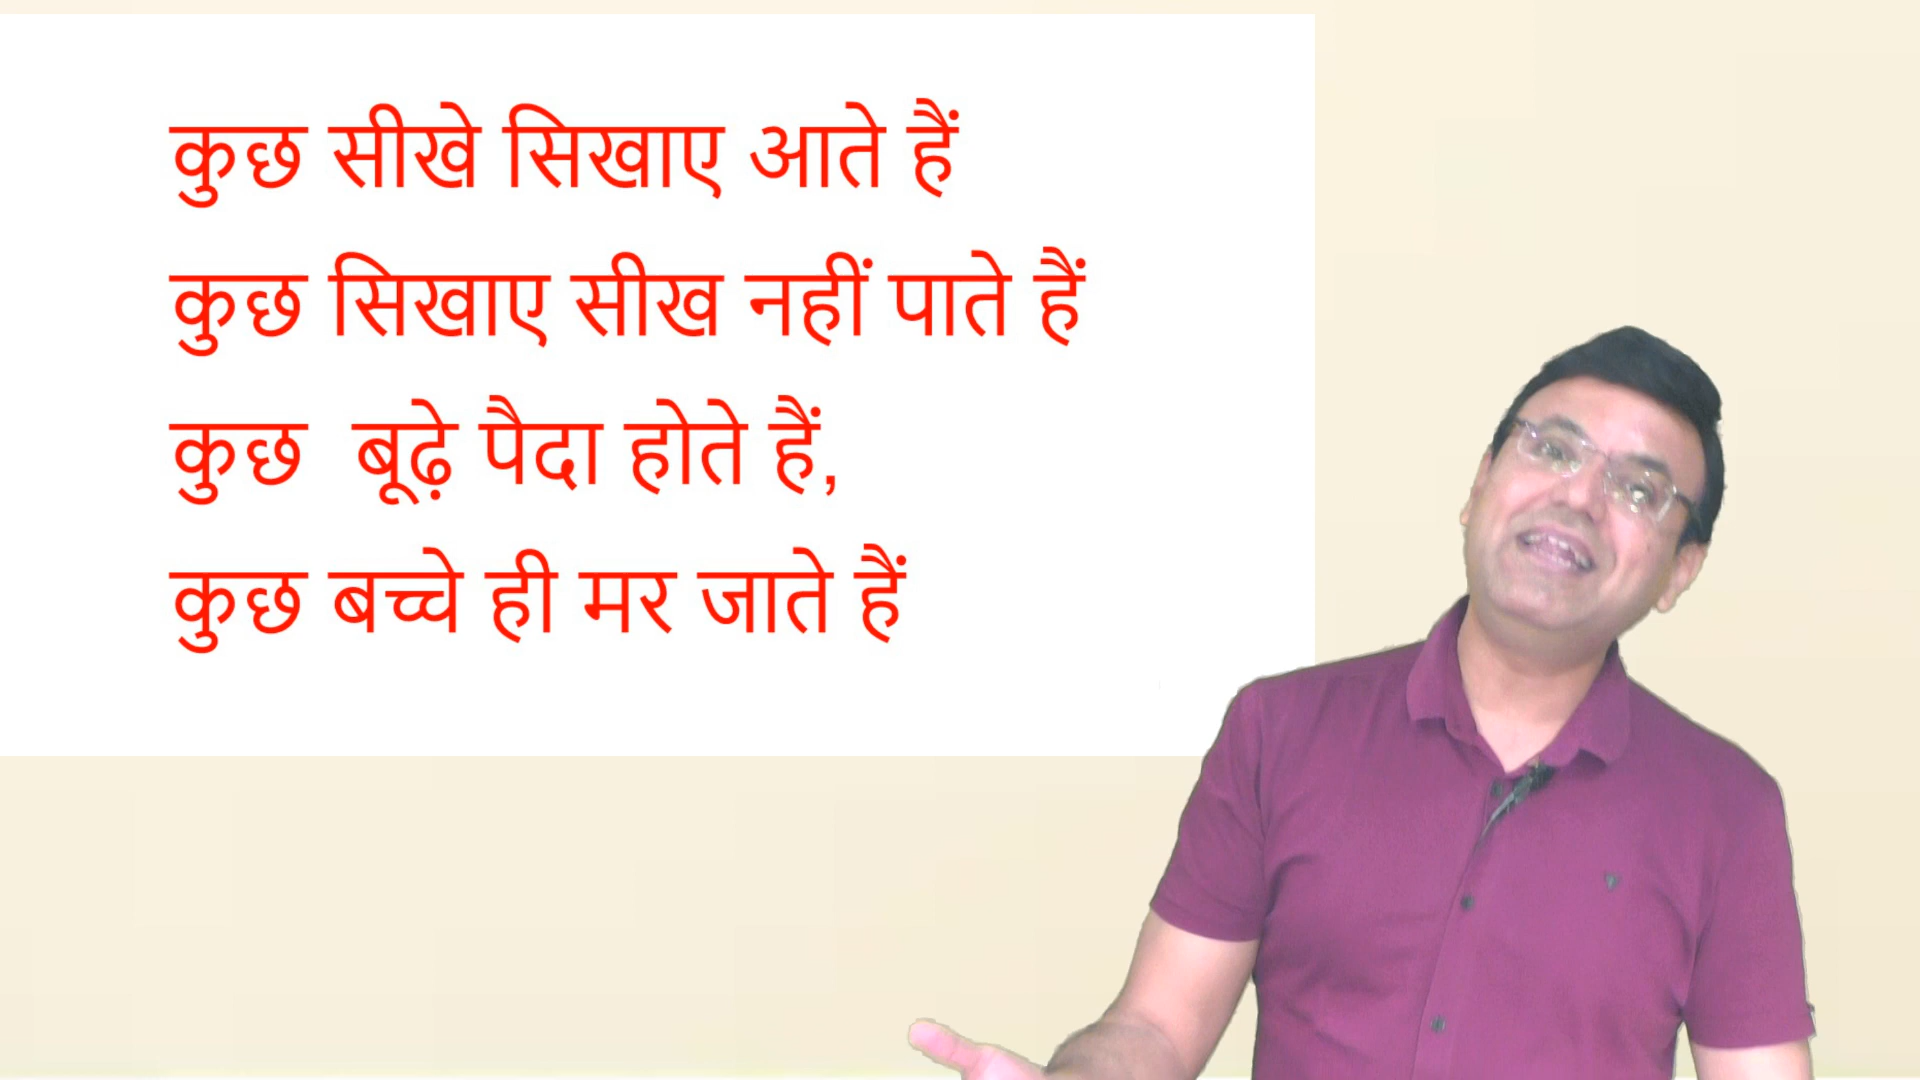 कुछ सीखे सिखाए आते हैं
कुछ सिखाए सीख नहीं पाते हैं
कुछ बूढ़े पैदा होते हैं,
कुछ बच्चे ही मर जाते हैं